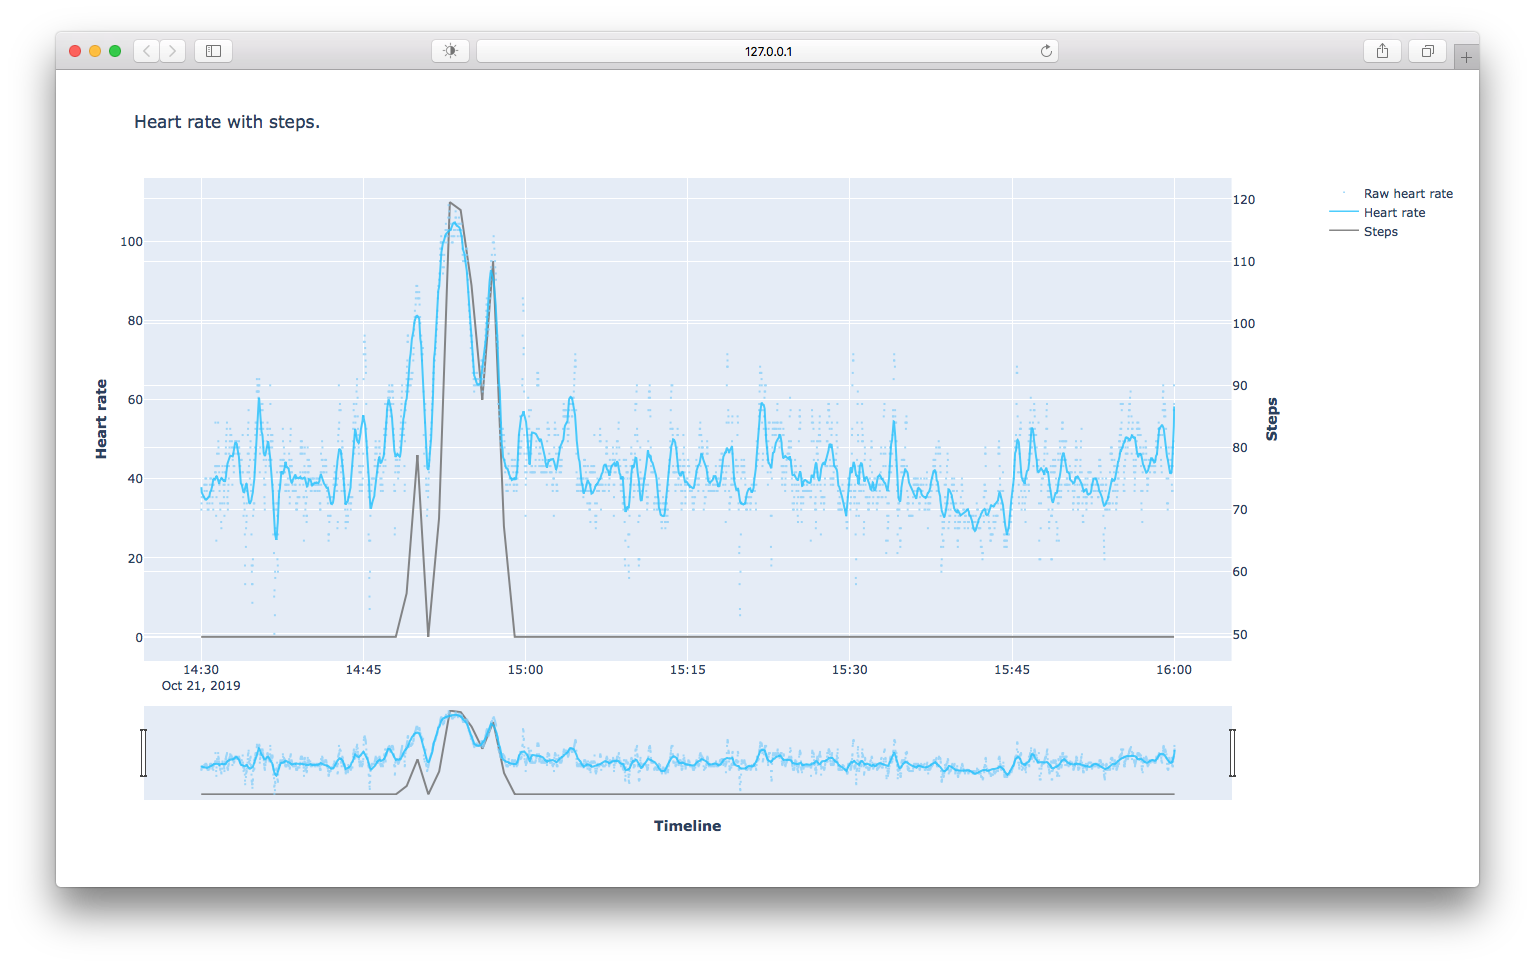 127.0.0.1
Heart rate with steps.
Raw heart rate
Heart rate
Steps
100
80
60
40
20
0
Heart rate
120
110
100
90
80
70
60
50
Steps
14:30 14:45 15:00 15:15 15:30 15:45 16:00
Oct 21, 2019
Timeline